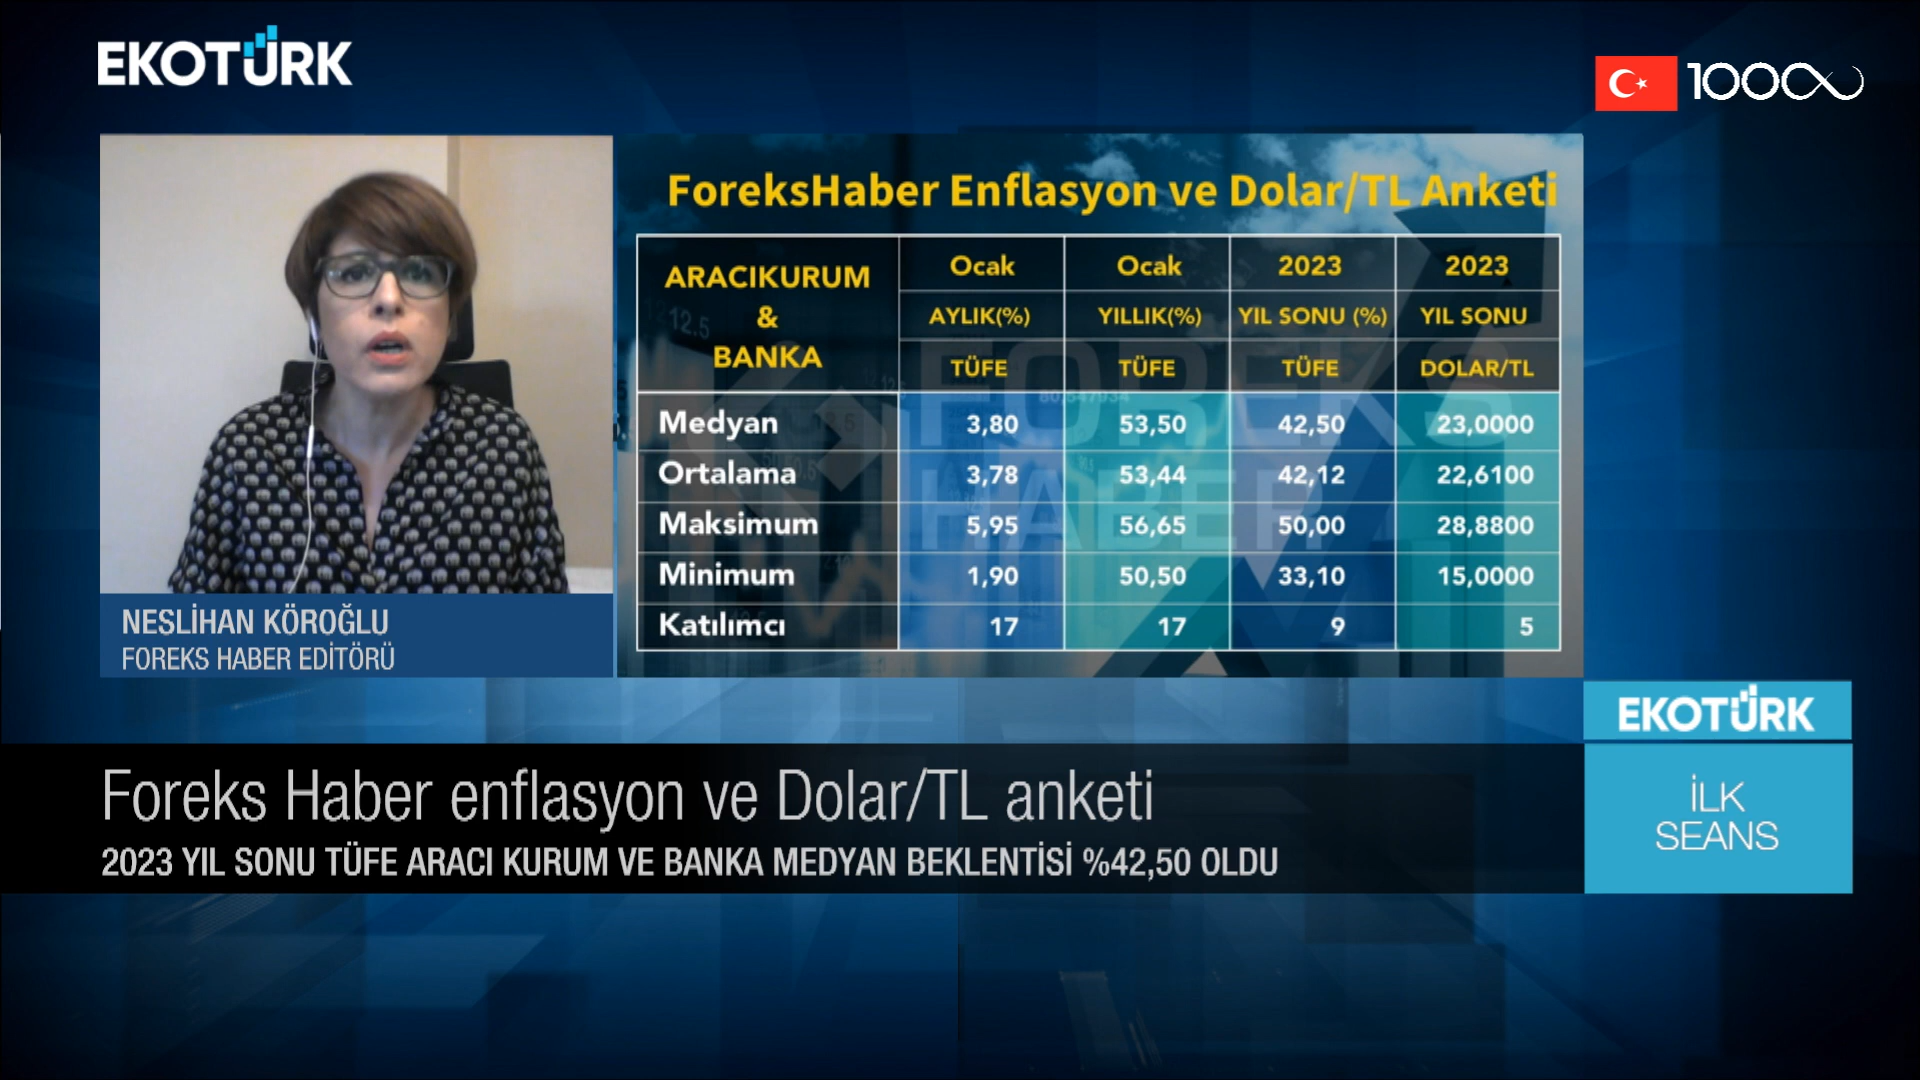 EKOTÜRK
100
ForeksHaber Enflasyon ve Dolar/TL Anketi
ARACIKURUM
&
BANKA
Ocak Ocak 2023 2023
AYLIK(%) YILLIK(%) YIL SONU (%) YIL SONU
TÜFE TÜFE TÜFE DOLAR/TL
Medyan 3,80 53,50 42,50 23,0000
Ortalama 3,78 53,44 42,12 22,6100
Maksimum 5,95 56,65 50,00 28,8800
Minimum 1,90 50,50 33,10 15,0000
Katılımcı 17 17 9 5
FOREKS
HABER
NESLİHAN KÖROĞLU
FOREKS HABER EDİTÖRÜ
EKOTÜRK
İLK
SEANS
Foreks Haber enflasyon ve Dolar/TL anketi
2023 YIL SONU TÜFE ARACI KURUM VE BANKA MEDYAN BEKLENTİSİ %42,50 OLDU